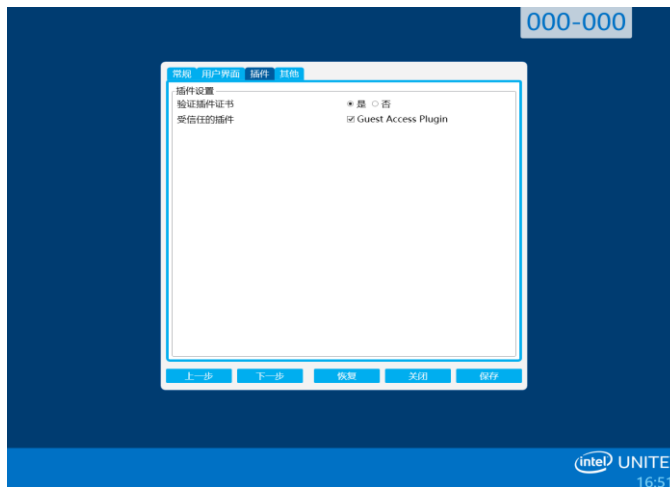 000-000
常规 用户界面 插件 其他
插件设置
验证插件证书 是 否
受信任的插件 Guest Access Plugin
上一步 下一步 恢复 关闭 保存
intel UNITE
16:51